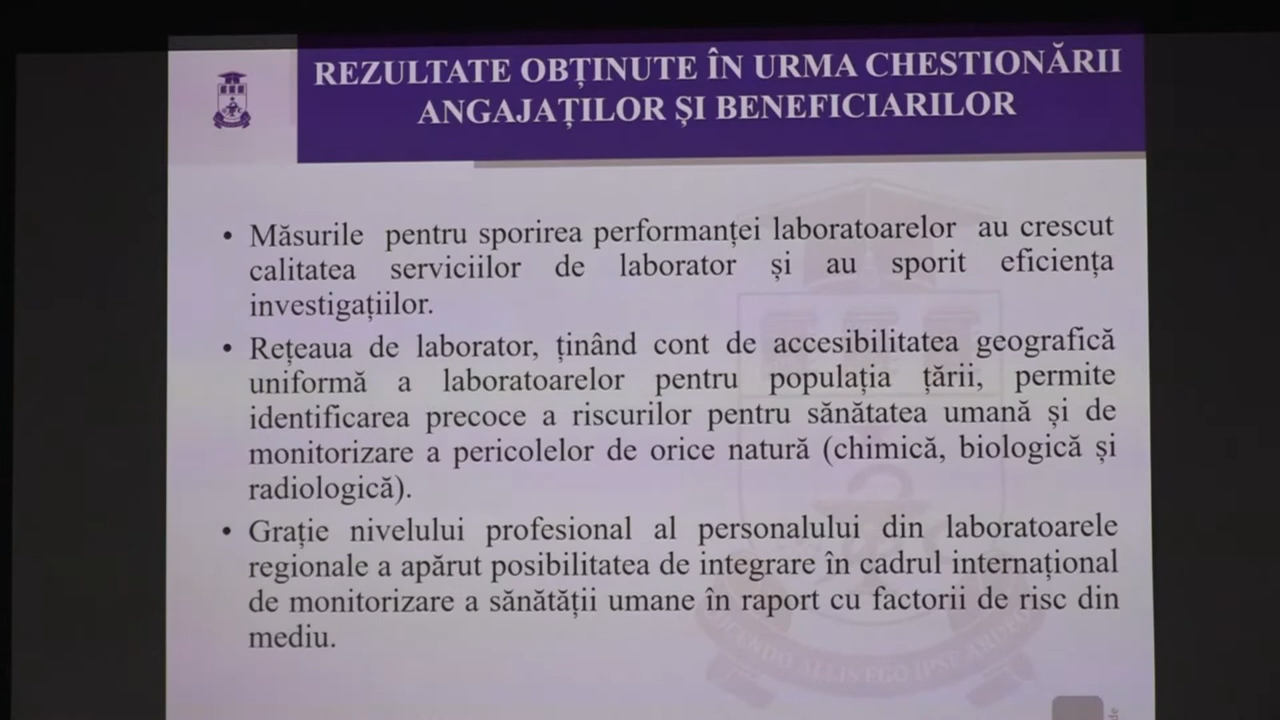 REZULTATE OBȚINUTE ÎN URMA CHESTIONĂRII
ANGAJAȚILOR ȘI BENEFICIARILOR
• Măsurile pentru sporirea performanței laboratoarelor au crescut
calitatea serviciilor de laborator și au sporit eficiența
investigațiilor.
• Rețeaua de laborator, ținând cont de accesibilitatea geografică
uniformă a laboratoarelor pentru populația țării, permite
identificarea precoce a riscurilor pentru sănătatea umană și de
monitorizare a pericolelor de orice natură (chimică, biologică și
radiologică).
• Grație nivelului profesional al personalului din laboratoarele
regionale a apărut posibilitatea de integrare în cadrul internațional
de monitorizare a sănătății umane în raport cu factorii de risc din
mediu.
de